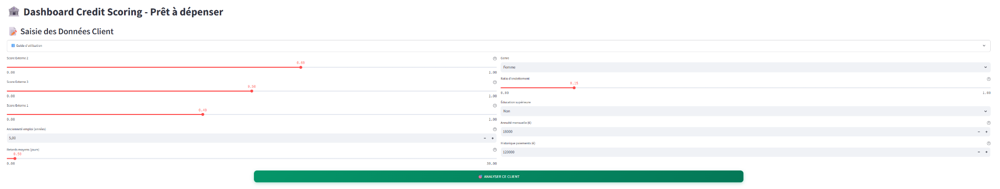 Dashboard Credit Scoring - Prêt à dépenser
Saisie des Données Client
Guide d'utilisation
Score Externe 2
0.60
0.00 1.00
Score Externe 3
0.50
0.00 1.00
Score Externe 1
0.40
0.00 1.00
Ancienneté emploi (années)
5,00
Retards moyens (jours)
0.50
0.00 30.00
Genre
Femme
Ratio d'endettement
0.15
0.00 1.00
Éducation supérieure
Non
Annuité mensuelle (€)
18000
Historique paiements (€)
120000
ANALYSER CE CLIENT